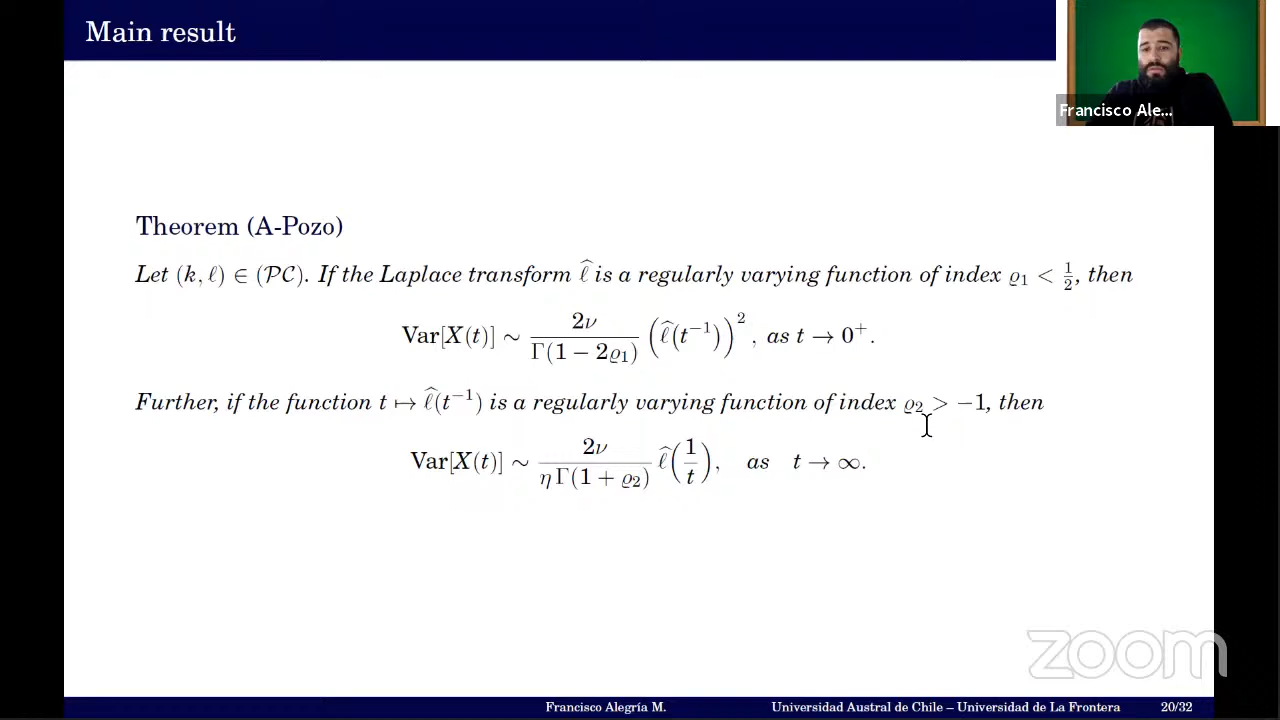 Main result
Francisco Ale...
Theorem (A-Pozo)
Let (k, ℓ) ∈ (𝒫𝒞). If the Laplace transform ℓ̂ is a regularly varying function of index ϱ₁ < 1/2, then
Var[X(t)] ∼ 2ν / Γ(1 − 2ϱ₁) (ℓ̂(t⁻¹))², as t → 0⁺.
Further, if the function t ↦ ℓ̂(t⁻¹) is a regularly varying function of index ϱ₂ > −1, then
Var[X(t)] ∼ 2ν / η Γ(1 + ϱ₂) ℓ̂(1/t), as t → ∞.
zoom
Francisco Alegría M. Universidad Austral de Chile – Universidad de La Frontera 20/32